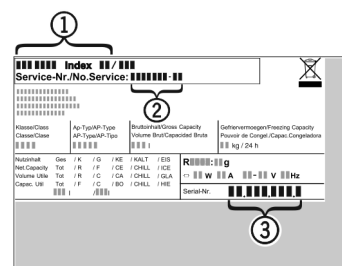 ①
Index /
Service-Nr./No.Service: -
②
Klasse/Class
Classe/Clase
Ap-Typ/AP-Type
AP-Type/AP-Tipo
Bruttoinh/Gross Capacity
Volume Brut/Capacidad Bruta
l
Gefriervermoegen/Freezing Capacity
Pouvoir de Congel./Capac.Congeladora
kg / 24 h
Nutzinhalt Ges / K / G / KE / KALT / EIS
Net.Capacity Tot / R / F / CE / CHILL / ICE
Volume Utile Tot / R / C / CA / CHILL / GLA
Capac. Util Tot / F / C / BO / CHILL / HIE
l / l
R : g
W A - V Hz
Serial-Nr. . . .
③